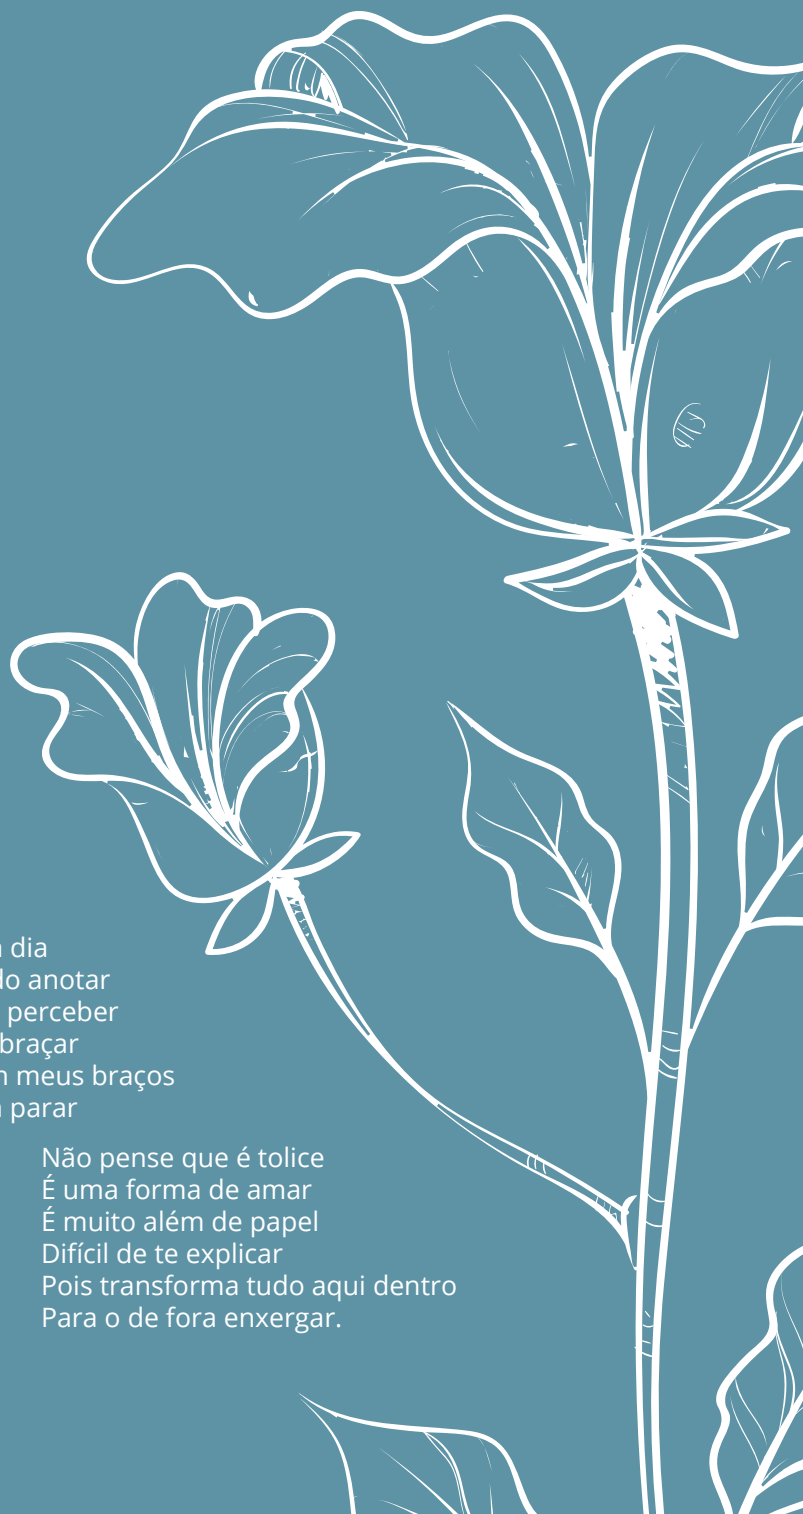 dia
do anotar
perceber
braçar
meus braços
parar
Não pense que é tolice
É uma forma de amar
É muito além de papel
Difícil de te explicar
Pois transforma tudo aqui dentro
Para o de fora enxergar.